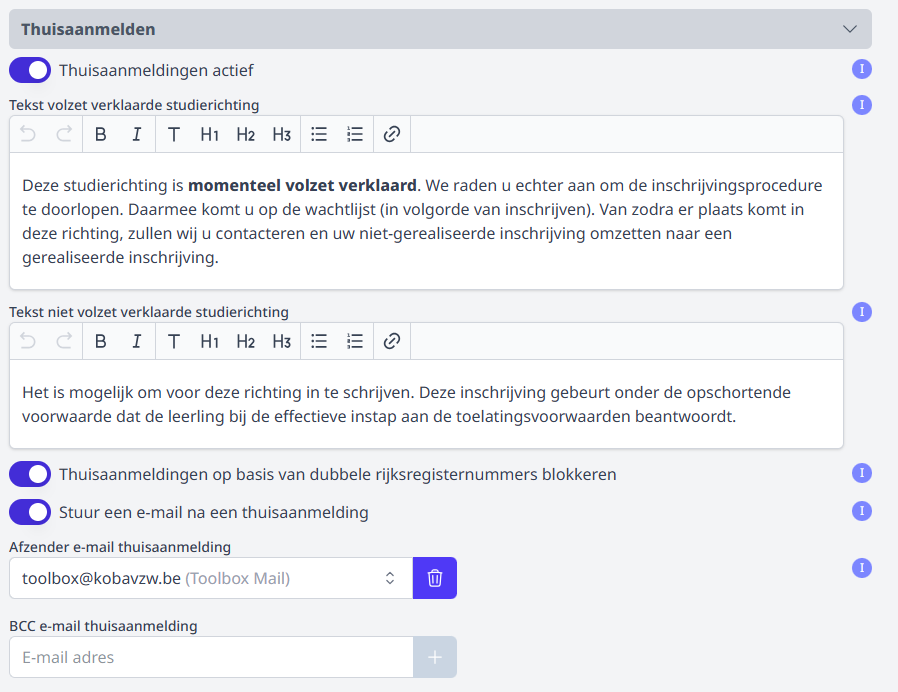 Thuisaanmelden
Thuisaanmeldingen actief
I
Tekst volzet verklaarde studierichting
I
B I T H1 H2 H3
Deze studierichting is momenteel volzet verklaard. We raden u echter aan om de inschrijvingsprocedure
te doorlopen. Daarmee komt u op de wachtlijst (in volgorde van inschrijven). Van zodra er plaats komt in
deze richting, zullen wij u contacteren en uw niet-gerealiseerde inschrijving omzetten naar een
gerealiseerde inschrijving.
Tekst niet volzet verklaarde studierichting
I
B I T H1 H2 H3
Het is mogelijk om voor deze richting in te schrijven. Deze inschrijving gebeurt onder de opschortende
voorwaarde dat de leerling bij de effectieve instap aan de toelatingsvoorwaarden beantwoordt.
Thuisaanmeldingen op basis van dubbele rijksregisternummers blokkeren
I
Stuur een e-mail na een thuisaanmelding
I
Afzender e-mail thuisaanmelding
toolbox@kobavzw.be (Toolbox Mail)
I
BCC e-mail thuisaanmelding
E-mail adres